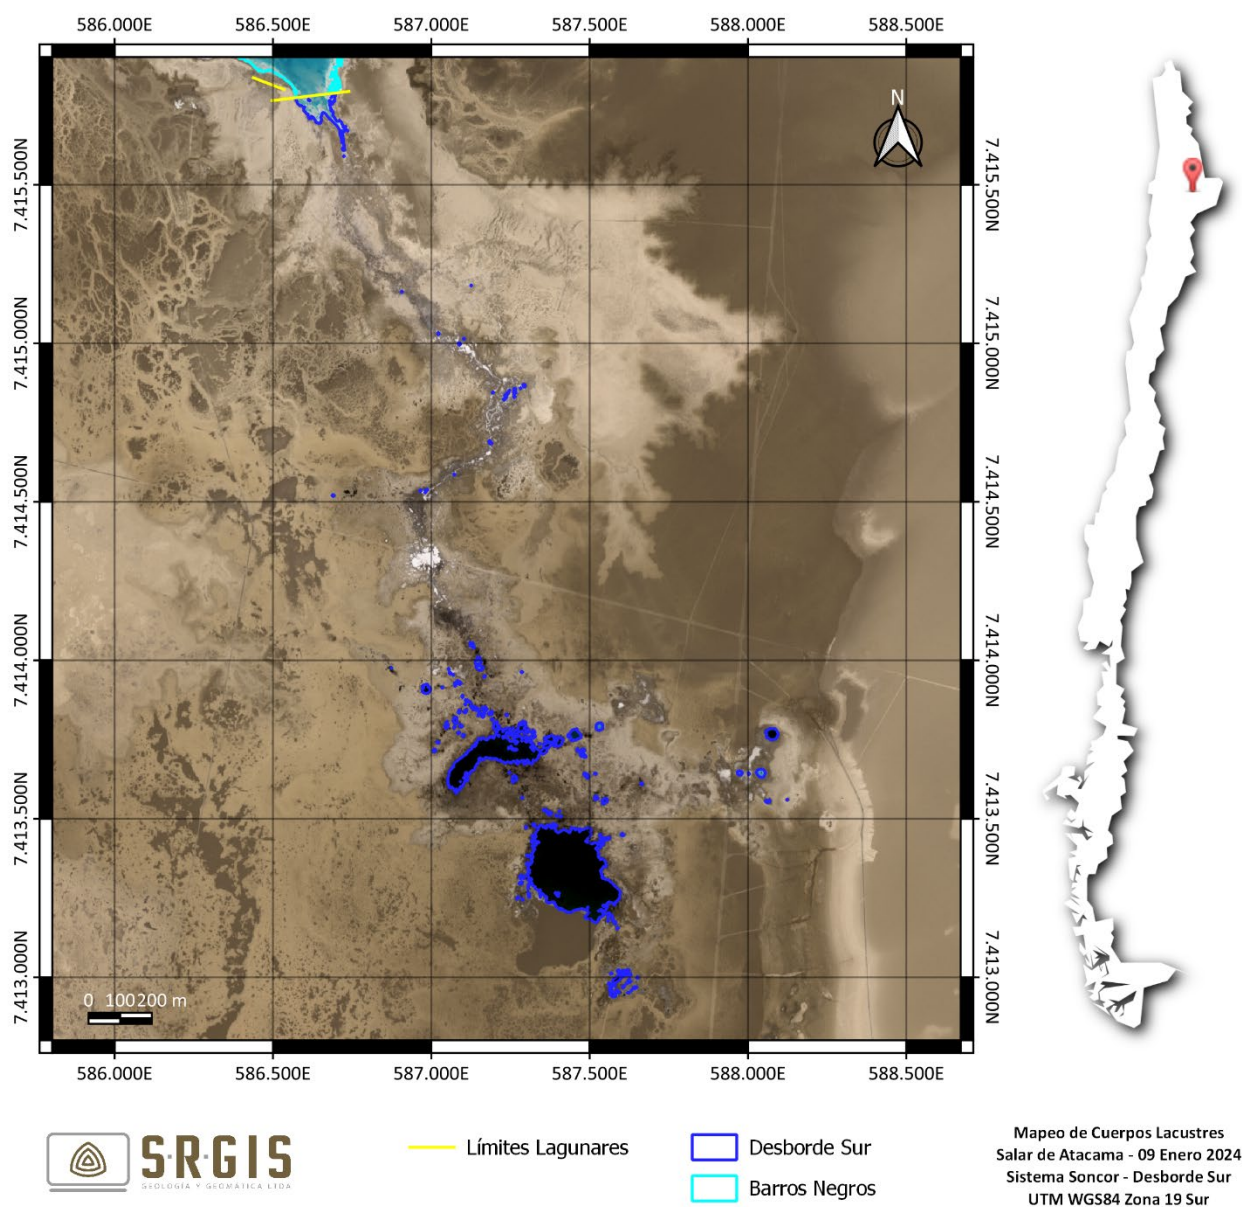 586.000E 586.500E 587.000E 587.500E 588.000E 588.500E
N
7.415.500N 7.415.500N
7.415.000N 7.415.000N
7.414.500N 7.414.500N
7.414.000N 7.414.000N
7.413.500N 7.413.500N
7.413.000N 7.413.000N
0 100200 m
586.000E 586.500E 587.000E 587.500E 588.000E 588.500E
S·R·GIS
GEOLOGÍA Y GEOMÁTICA LTDA
Límites Lagunares
Desborde Sur
Barros Negros
Mapeo de Cuerpos Lacustres
Salar de Atacama - 09 Enero 2024
Sistema Soncor - Desborde Sur
UTM WGS84 Zona 19 Sur